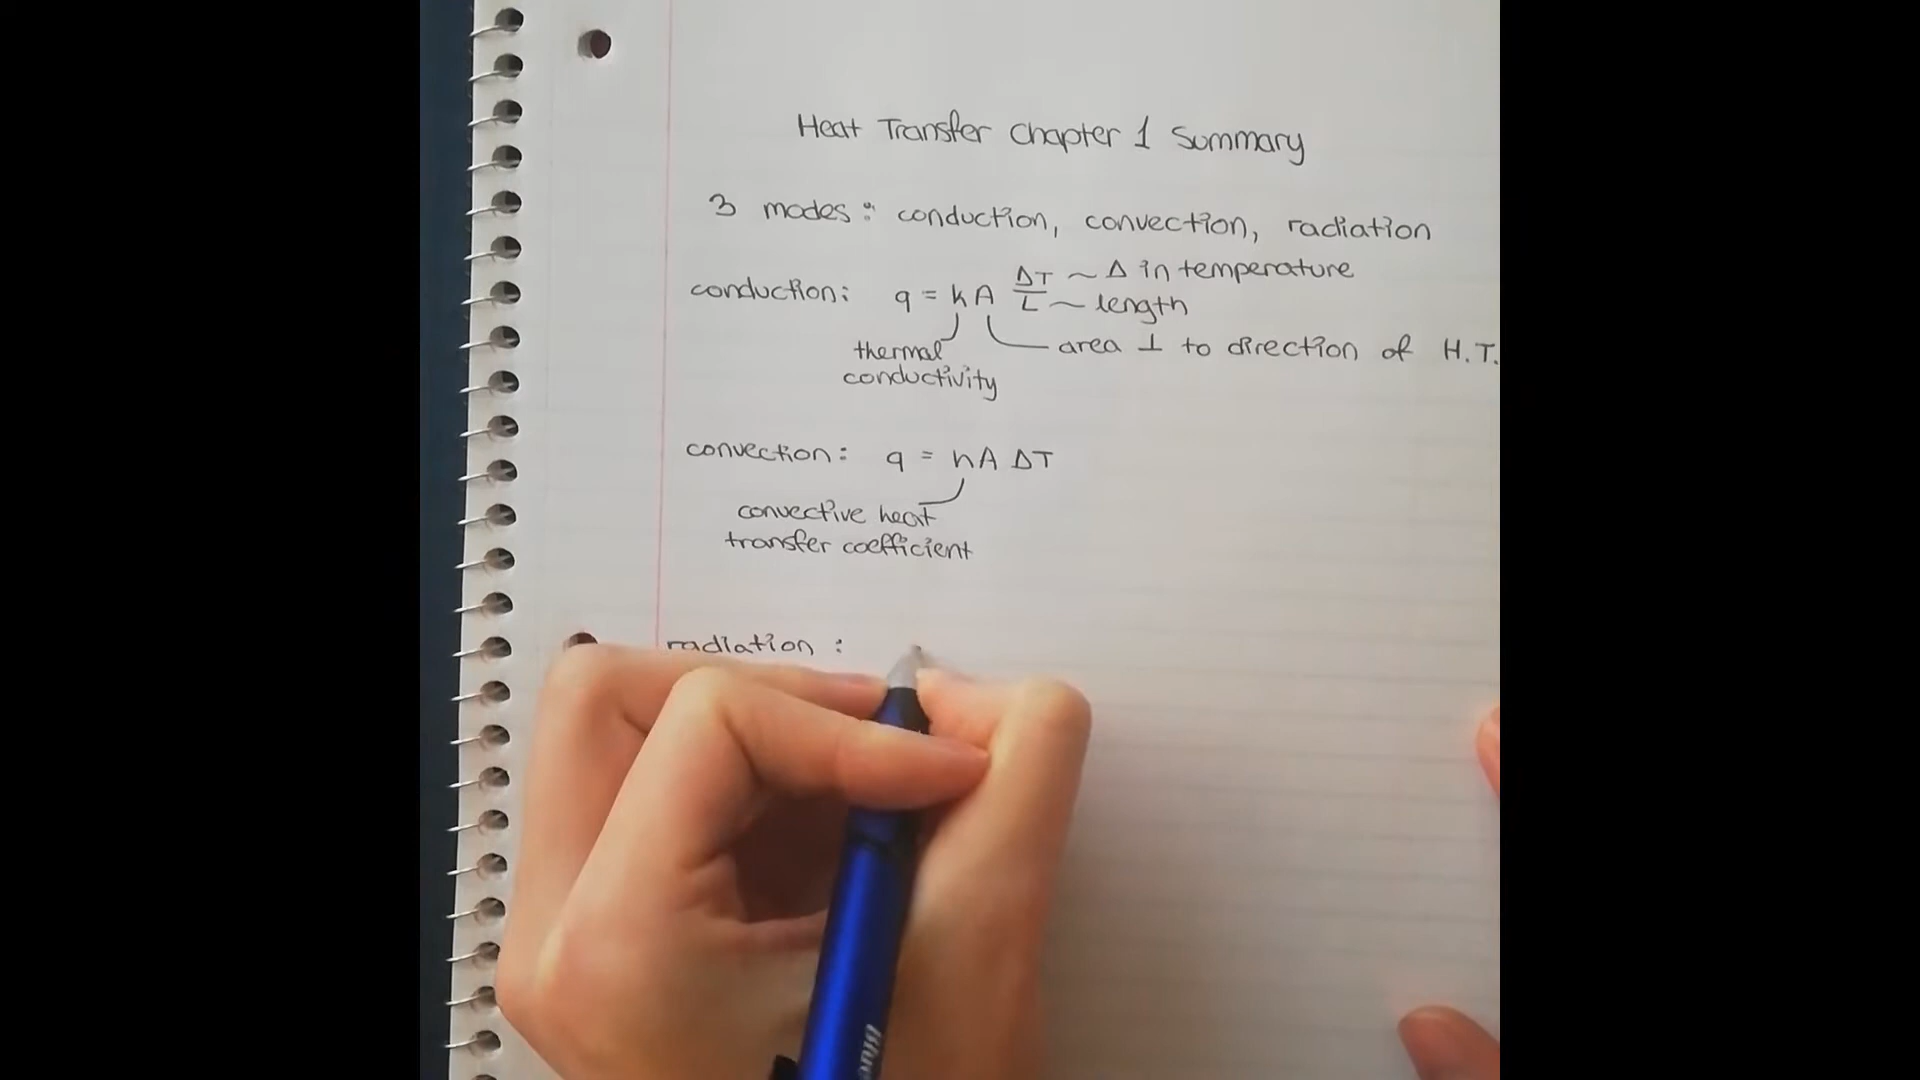 Heat Transfer Chapter 1 Summary
3 modes: conduction, convection, radiation
conduction: q = kA ΔT/L ~ Δ in temperature
~ length
thermal conductivity
area ⊥ to direction of H.T.
convection: q = hA ΔT
convective heat
transfer coefficient
radiation: